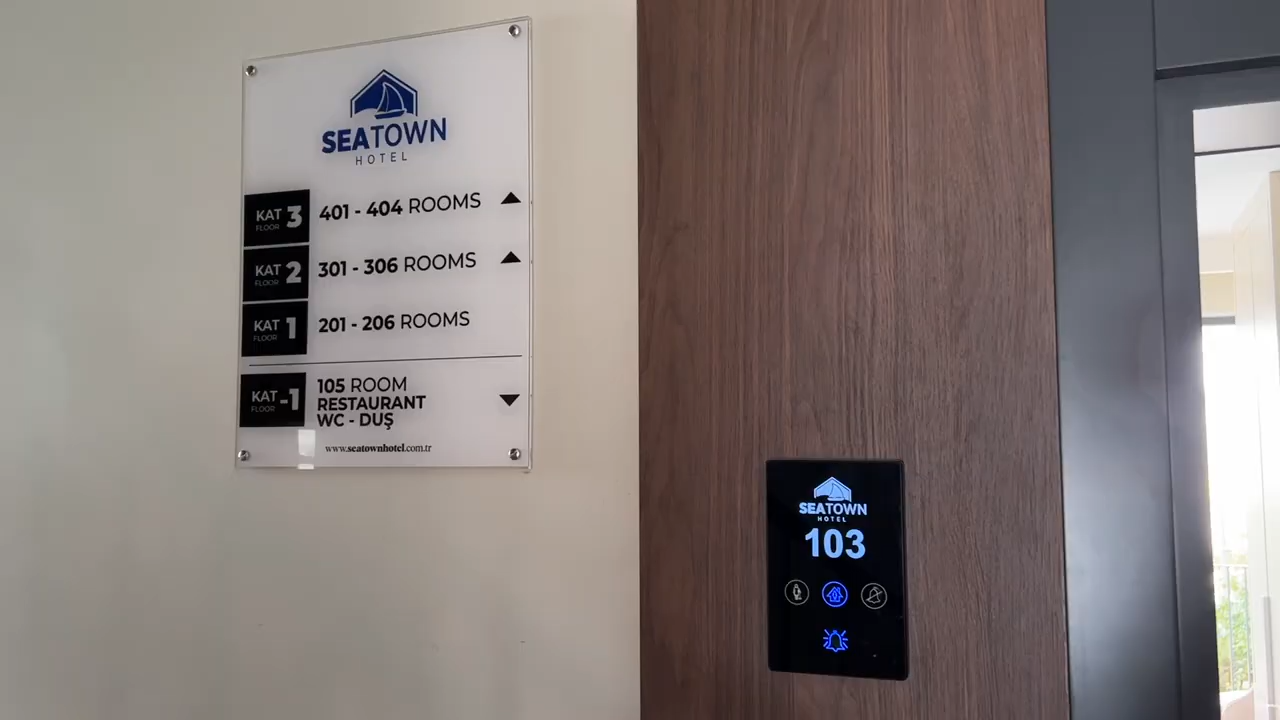 SEATOWN
HOTEL
KAT 3
FLOOR
401 - 404 ROOMS
KAT 2
FLOOR
301 - 306 ROOMS
KAT 1
FLOOR
201 - 206 ROOMS
KAT -1
FLOOR
105 ROOM
RESTAURANT
WC - DUŞ
www.seatownhotel.com.tr
SEATOWN
HOTEL
103